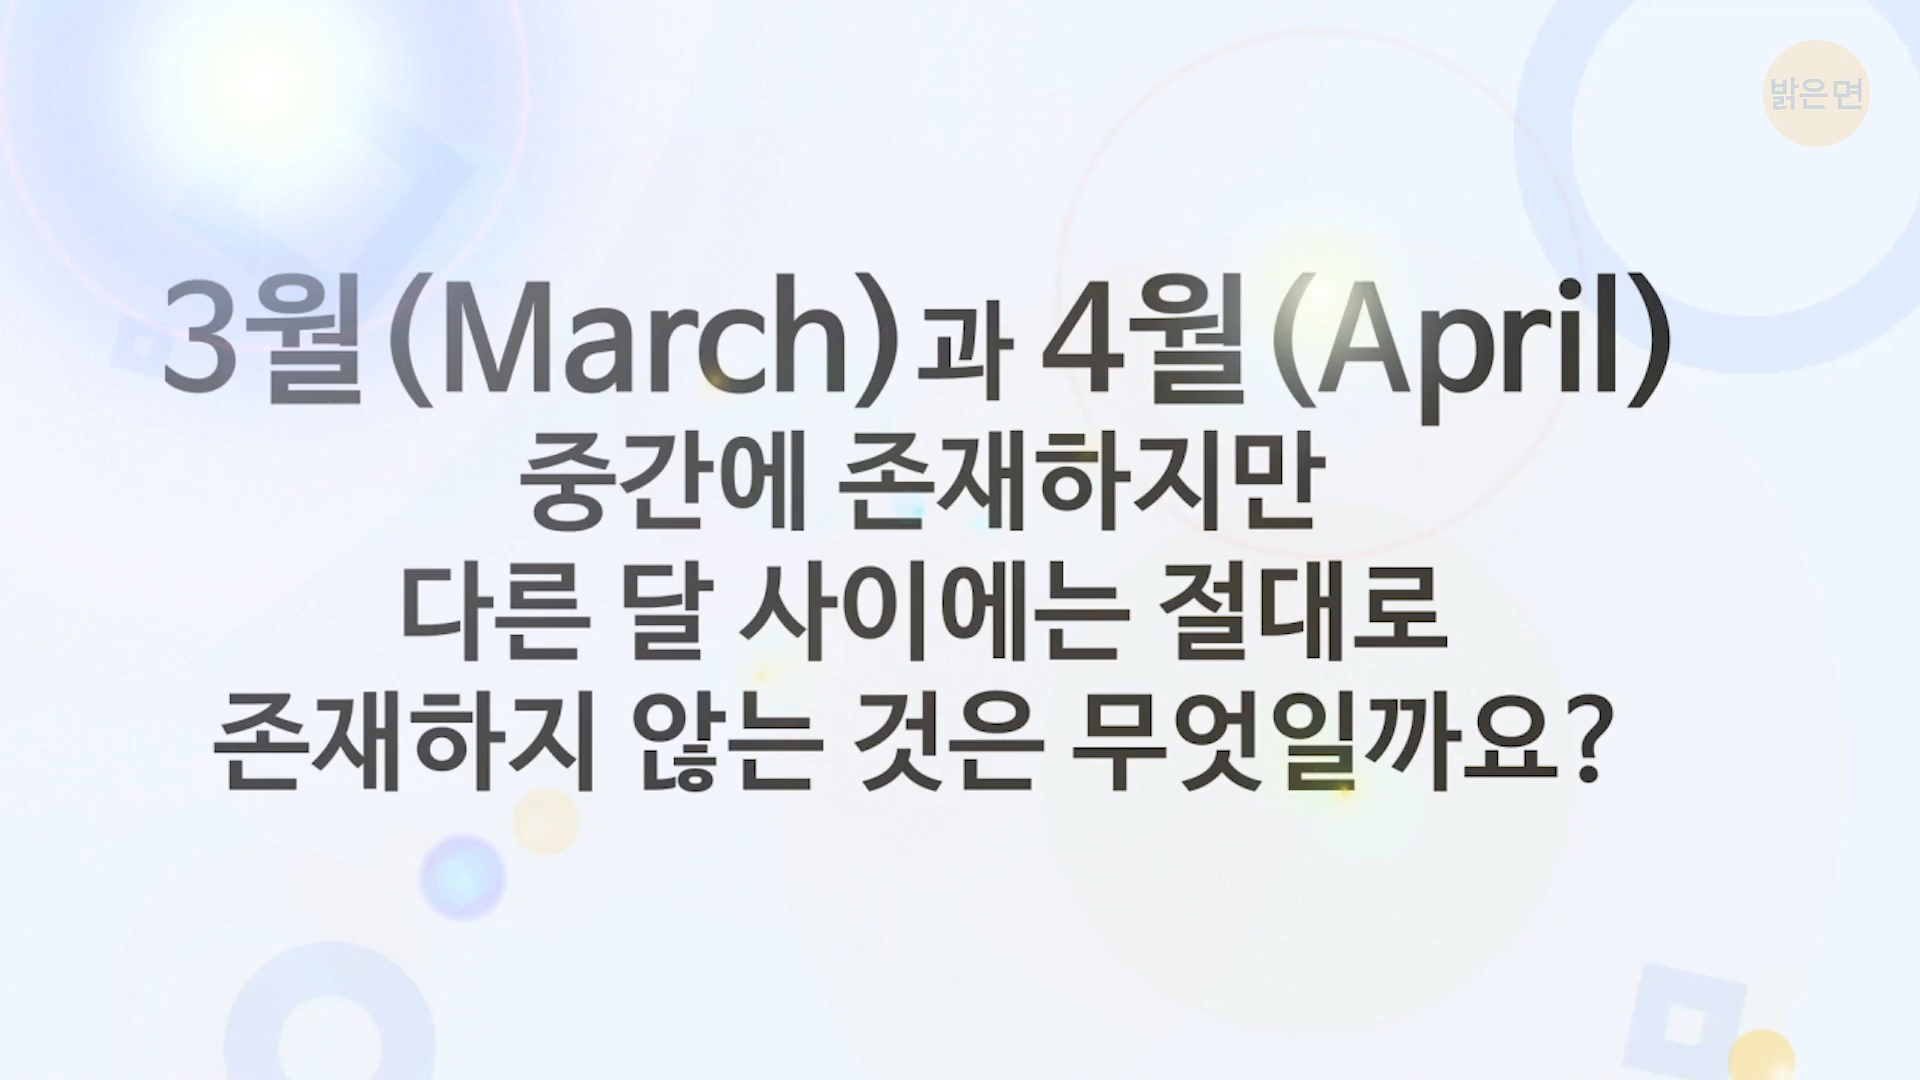 밝은면
3월(March)과 4월(April)
중간에 존재하지만
다른 달 사이에는 절대로
존재하지 않는 것은 무엇일까요?